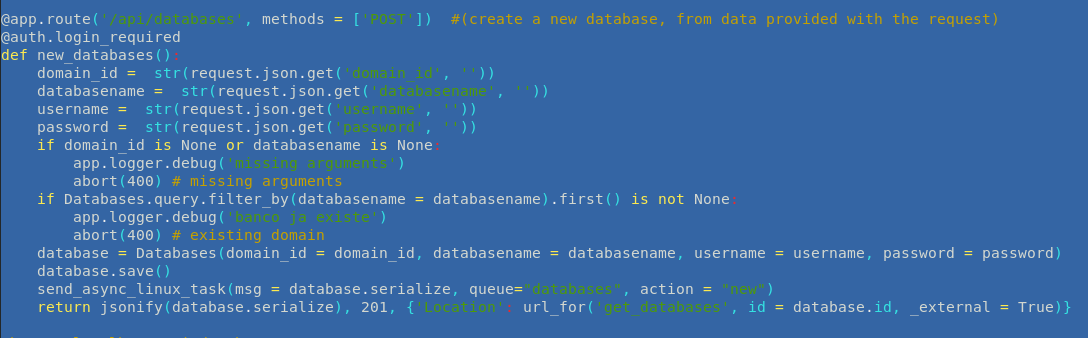 @app.route('/api/databases', methods = ['POST'])  #(create a new database, from data provided with the request)
@auth.login_required
def new_databases():
    domain_id =  str(request.json.get('domain_id', ''))
    databasename =  str(request.json.get('databasename', ''))
    username =  str(request.json.get('username', ''))
    password =  str(request.json.get('password', ''))
    if domain_id is None or databasename is None:
        app.logger.debug('missing arguments')
        abort(400) # missing arguments
    if Databases.query.filter_by(databasename = databasename).first() is not None:
        app.logger.debug('banco ja existe')
        abort(400) # existing domain
    database = Databases(domain_id = domain_id, databasename = databasename, username = username, password = password)
    database.save()
    send_async_linux_task(msg = database.serialize, queue="databases", action = "new")
    return jsonify(database.serialize), 201, {'Location': url_for('get_databases', id = database.id, _external = True)}